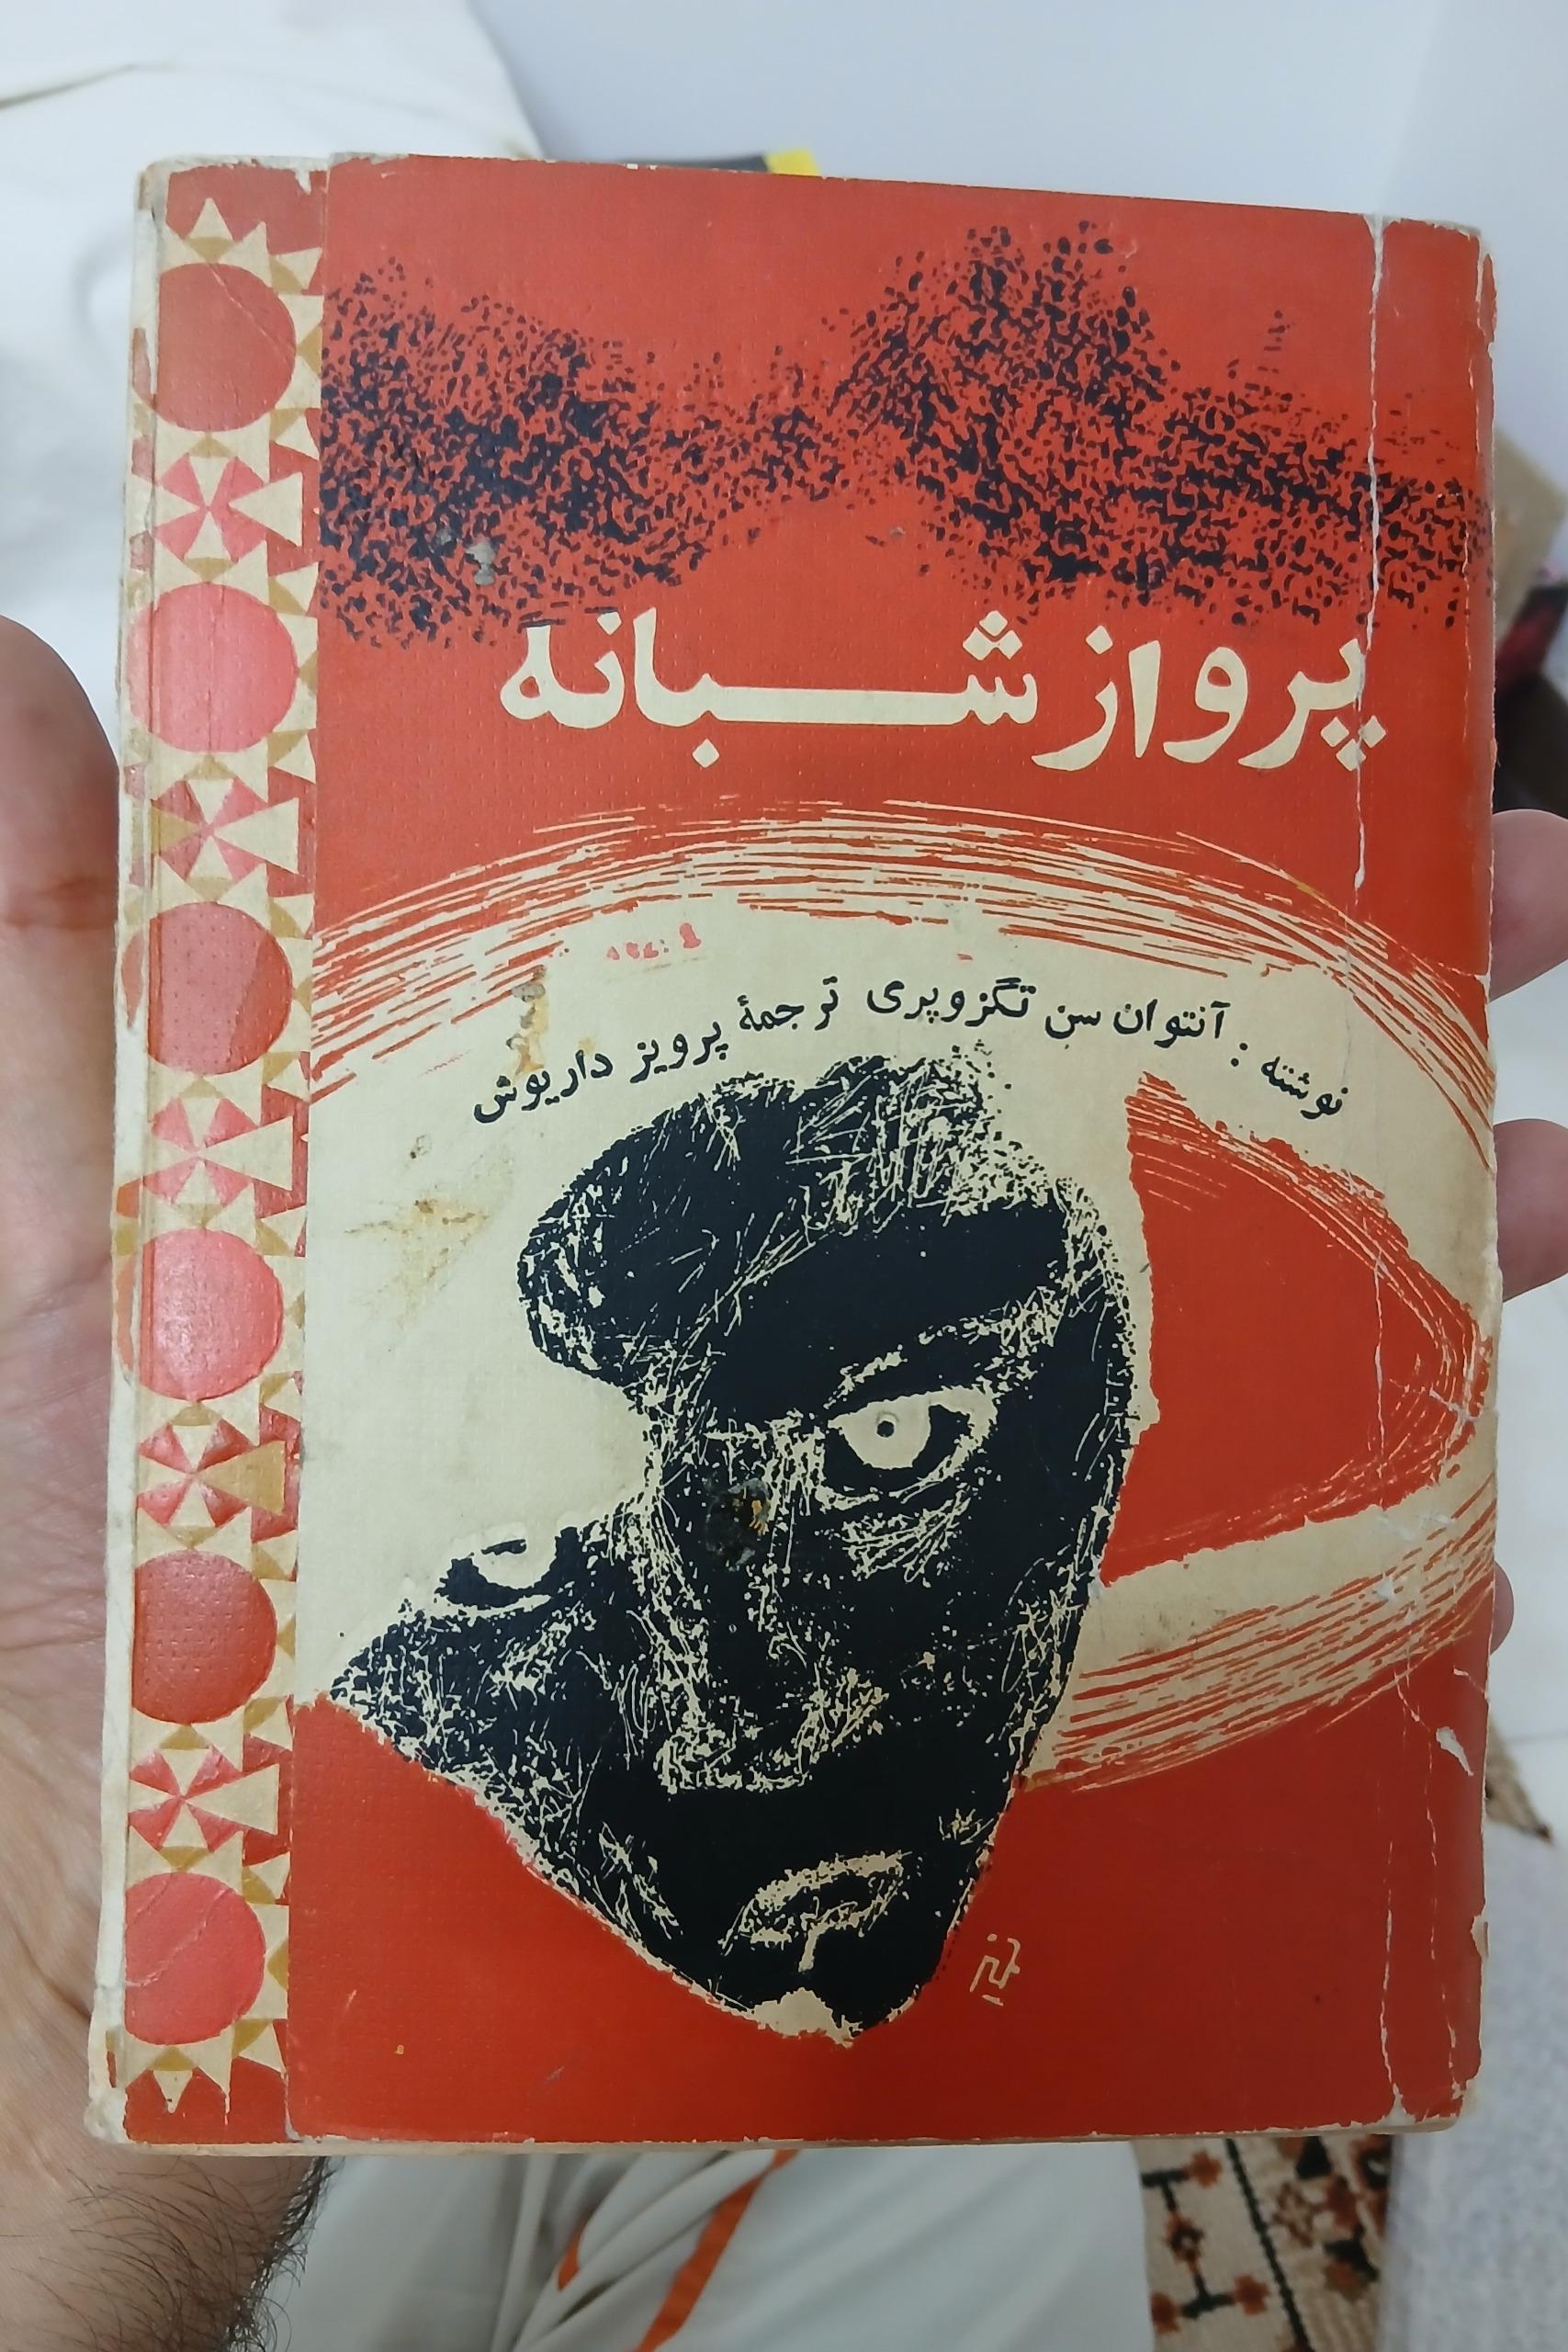 پرواز شبانه
نوشته : آنتوان سن تگزوپری ترجمهٔ پرویز داریوش